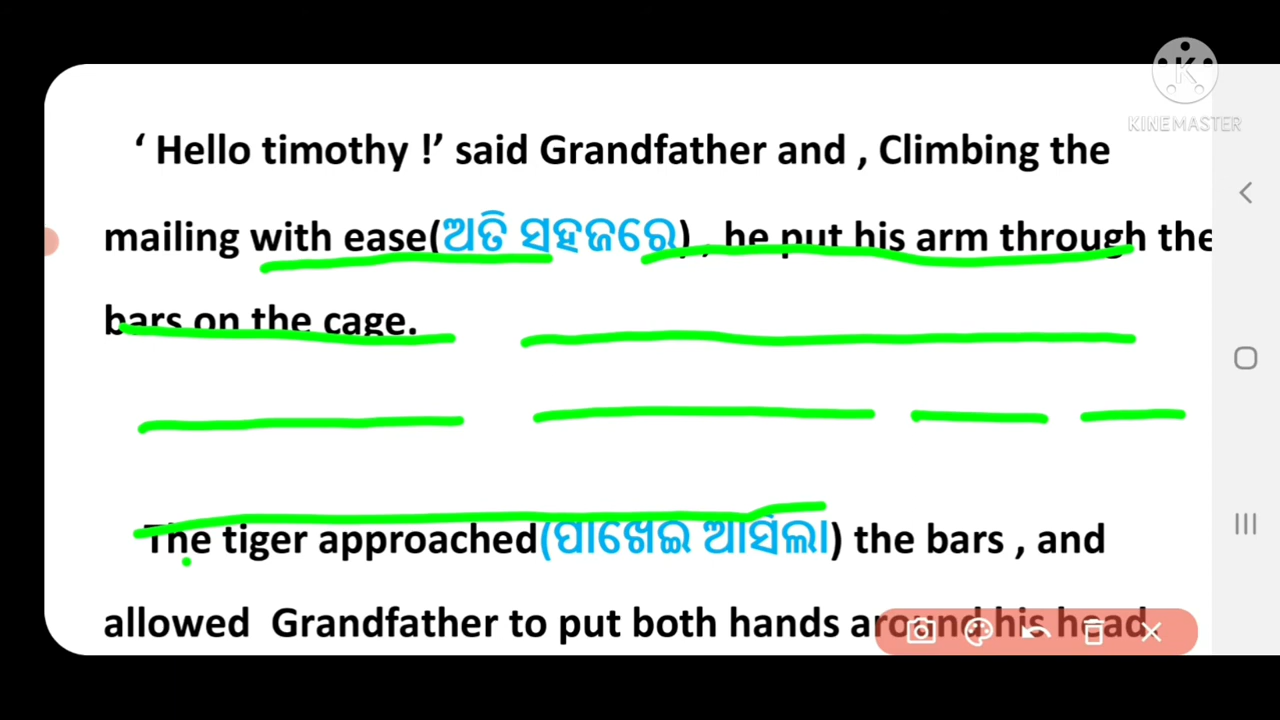 ‘ Hello timothy !’ said Grandfather and , Climbing the
mailing with ease(ଅତି ସହଜରେ) , he put his arm through the
bars on the cage.
The tiger approached(ପାଖେଇ ଆସିଲା) the bars , and
allowed Grandfather to put both hands around his head.
KINEMASTER